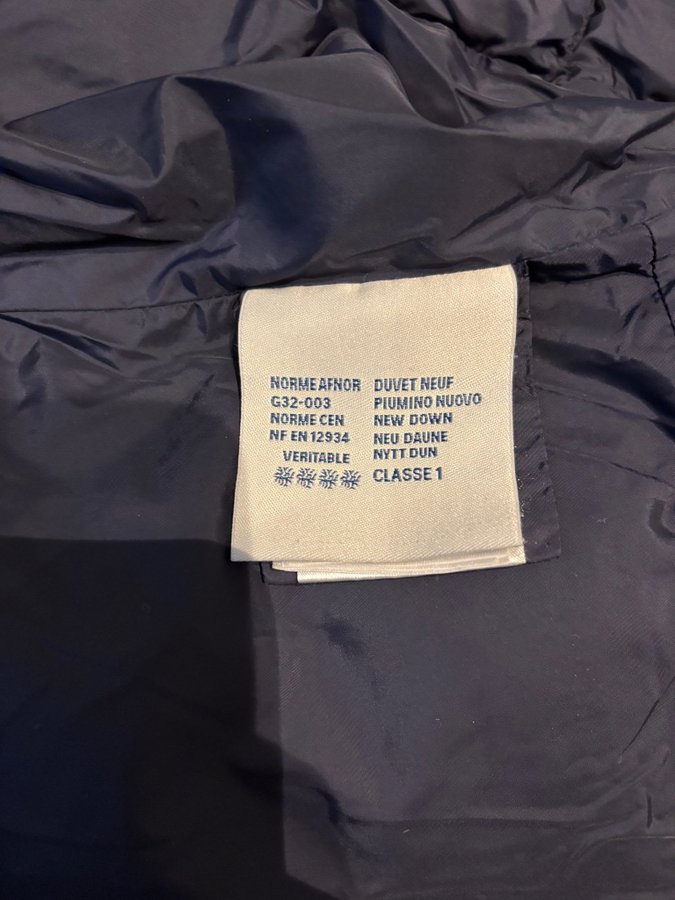 NORME AFNOR
G32-003
NORME CEN
NF EN 12934
VERITABLE
DUVET NEUF
PIUMINO NUOVO
NEW DOWN
NEU DAUNE
NYTT DUN
CLASSE 1